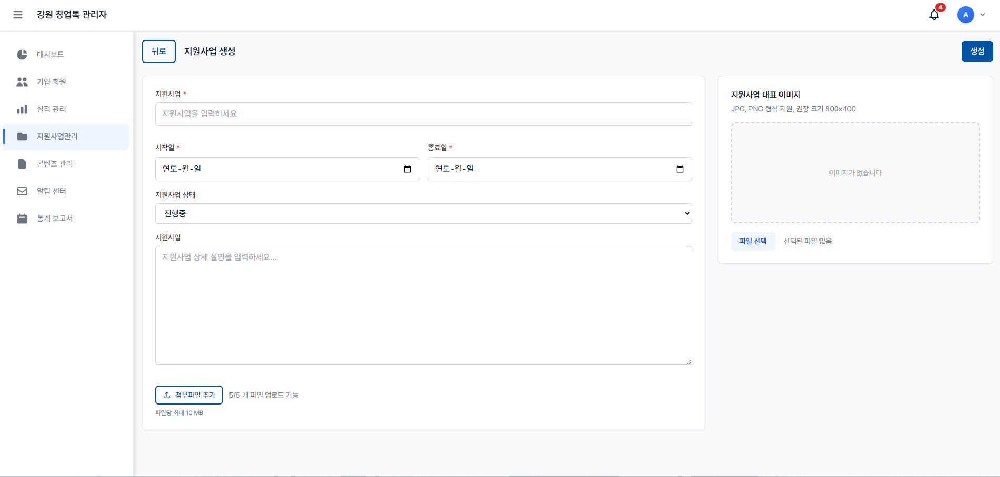 강원 창업톡 관리자
4
A
대시보드
기업 회원
실적 관리
지원사업관리
콘텐츠 관리
알림 센터
통계 보고서
뒤로
지원사업 생성
생성
지원사업 *
지원사업을 입력하세요
시작일 *
종료일 *
연도-월-일
연도-월-일
지원사업 상태
진행중
지원사업
지원사업 상세 설명을 입력하세요...
첨부파일 추가
5/5 개 파일 업로드 가능
파일당 최대 10 MB
지원사업 대표 이미지
JPG, PNG 형식 지원, 권장 크기 800x400
이미지가 없습니다
파일 선택
선택된 파일 없음